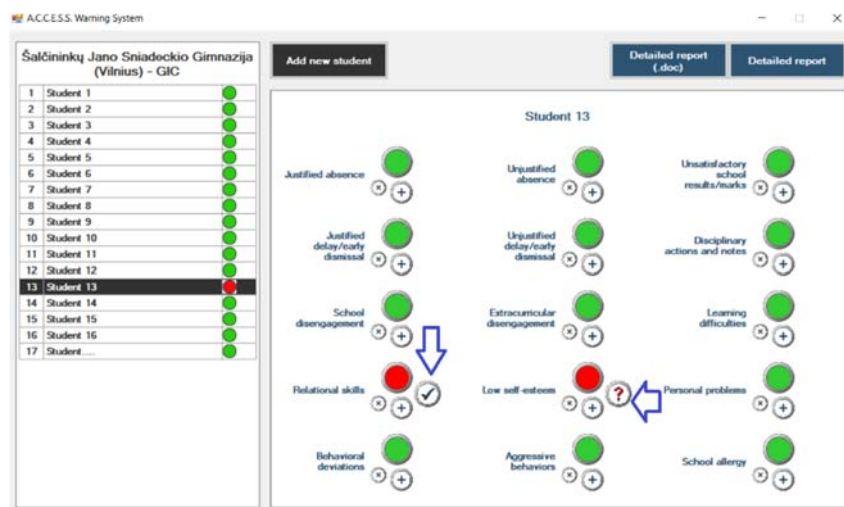 A.C.C.E.S.S. Warning System
Šalčininkų Jano Sniadeckio Gimnazija
(Vilnius) - GIC
1 Student 1
2 Student 2
3 Student 3
4 Student 4
5 Student 5
6 Student 6
7 Student 7
8 Student 8
9 Student 9
10 Student 10
11 Student 11
12 Student 12
13 Student 13
14 Student 14
15 Student 15
16 Student 16
17 Student.....
Add new student
Detailed report
(.doc)
Detailed report
Student 13
Justified absence
Unjustified
absence
Unsatisfactory
school
results/marks
Justified
delay/early
dismissal
Unjustified
delay/early
dismissal
Disciplinary
actions and notes
School
disengagement
Extracurricular
disengagement
Learning
difficulties
Relational skills
Low self-esteem
?
Personal problems
Behavioral
deviations
Aggressive
behaviors
School allergy